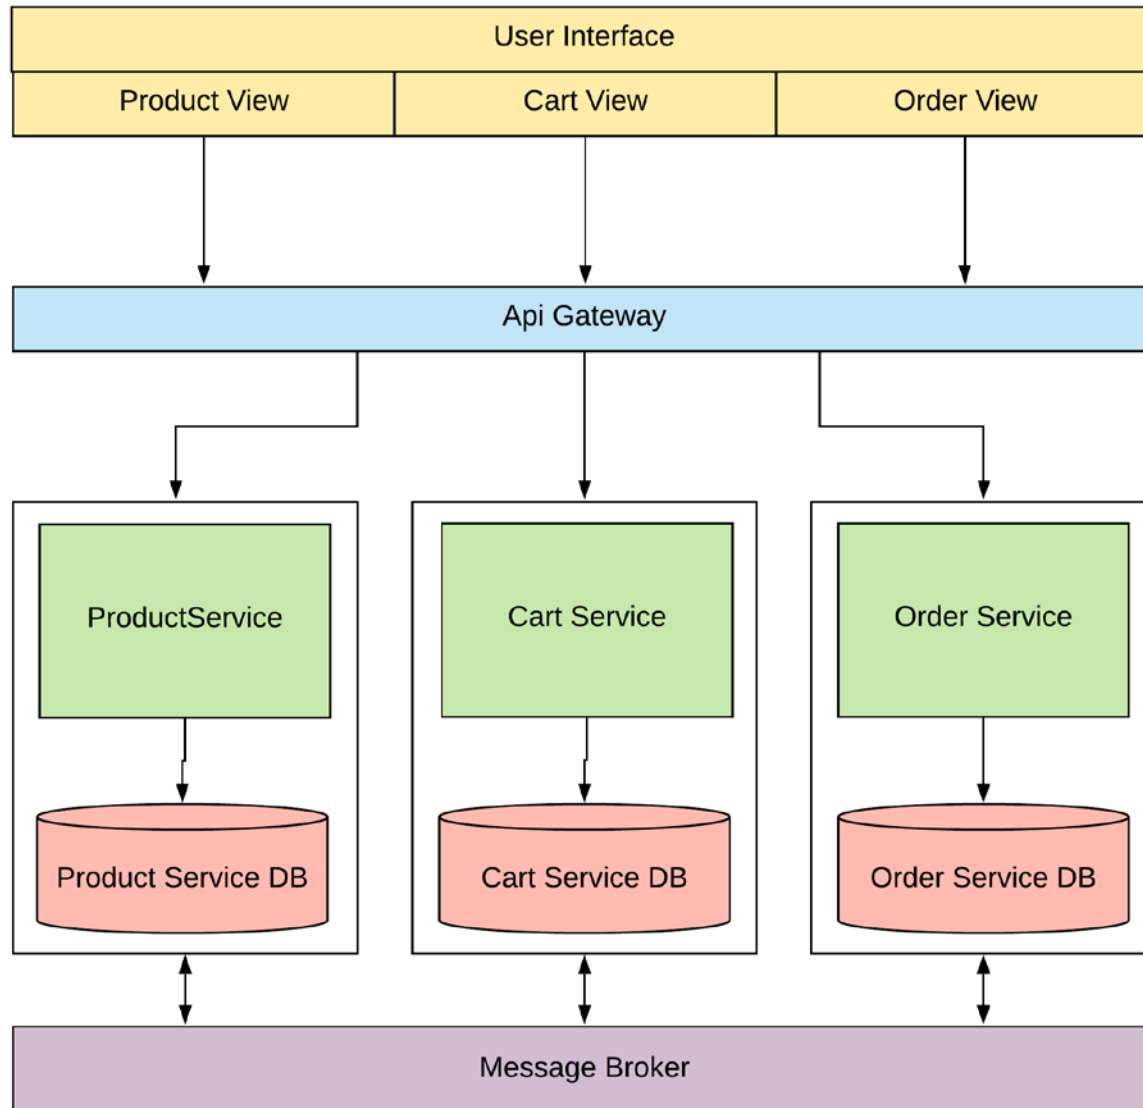 User Interface
Product View
Cart View
Order View
Api Gateway
ProductService
Cart Service
Order Service
Product Service DB
Cart Service DB
Order Service DB
Message Broker